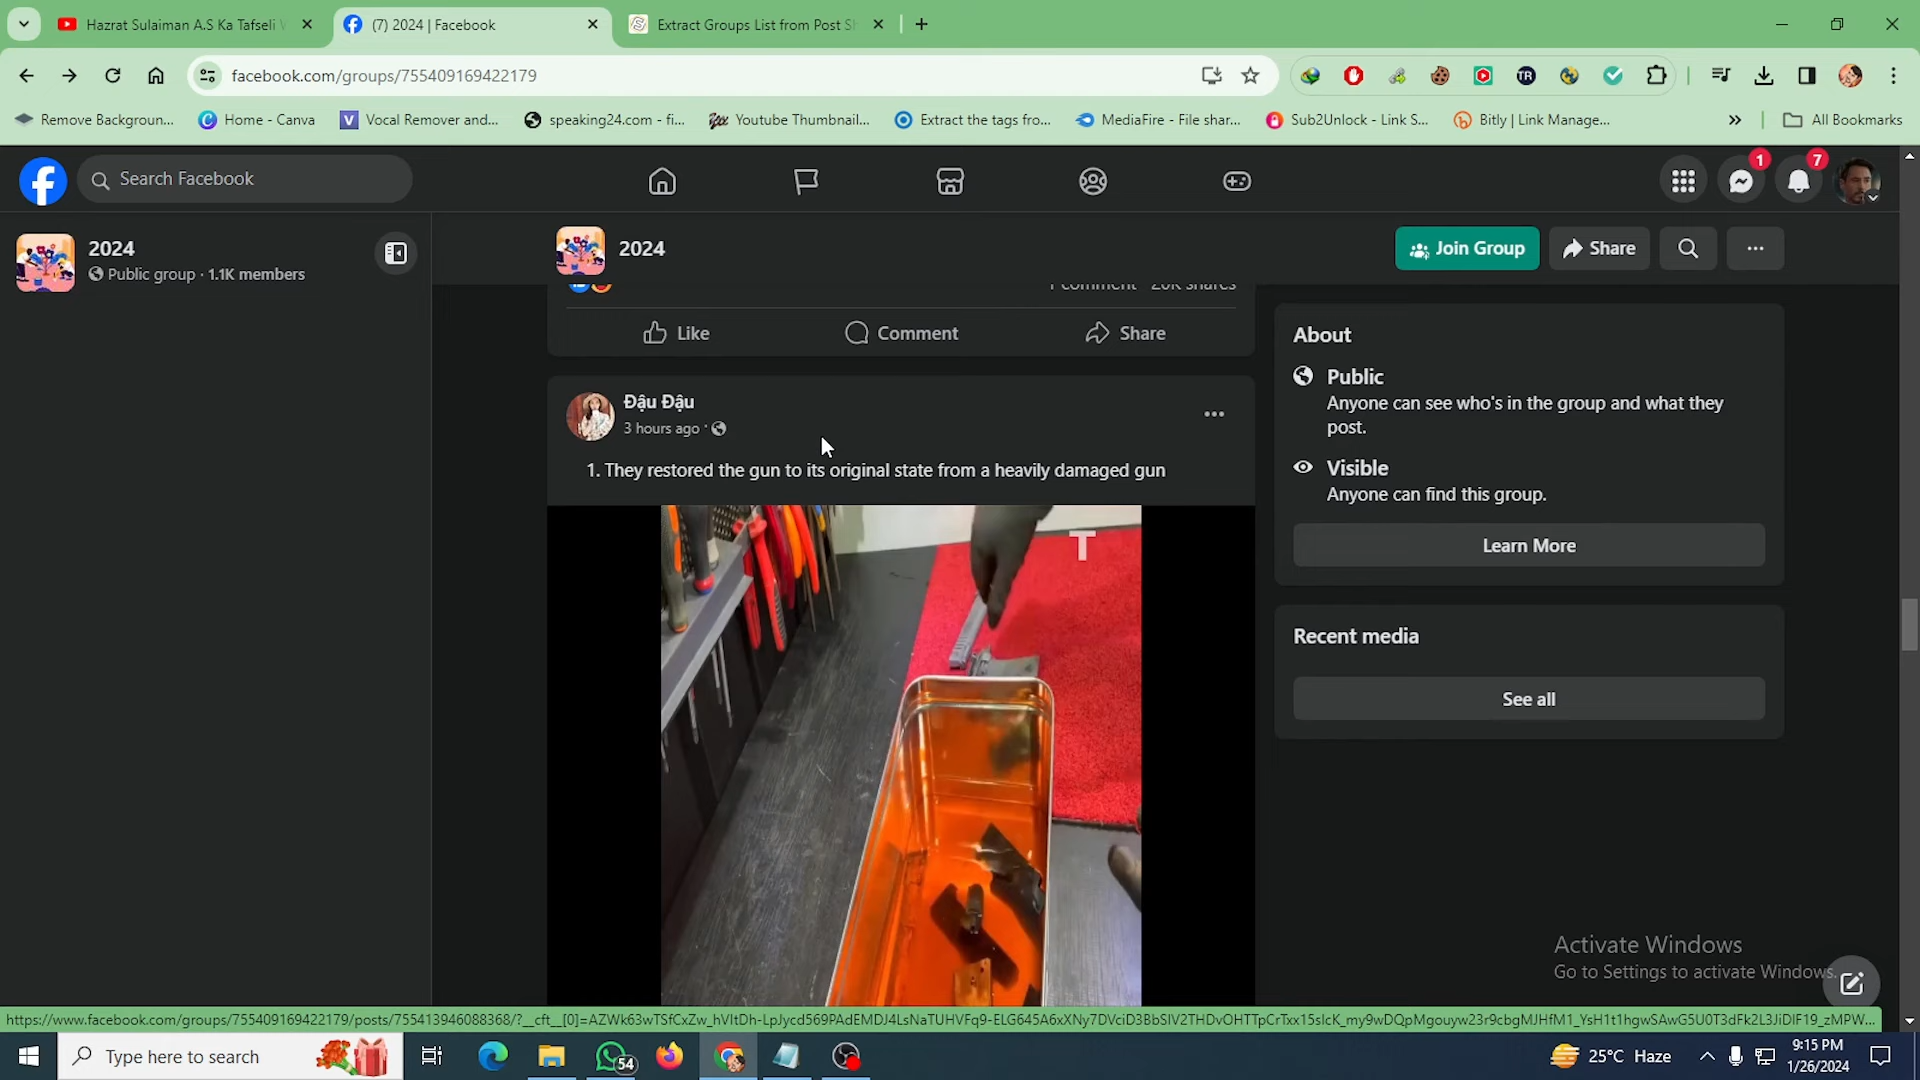 Hazrat Sulaiman A.S Ka Tafseli
(7) 2024 | Facebook
Extract Groups List from Post
facebook.com/groups/755409169422179
Remove Backgroun...
Home - Canva
Vocal Remover and...
speaking24.com - fi...
Youtube Thumbnail...
Extract the tags fro...
MediaFire - File shar...
Sub2Unlock - Link S...
Bitly | Link Manage...
All Bookmarks
Search Facebook
1
7
2024
Public group · 1.1K members
2024
Join Group
Share
1 comment 20K shares
Like
Comment
Share
About
Public
Anyone can see who's in the group and what they
post.
Visible
Anyone can find this group.
Learn More
Recent media
See all
Đậu Đậu
3 hours ago ·
1. They restored the gun to its original state from a heavily damaged gun
T
Activate Windows
Go to Settings to activate Windows.
Type here to search
54
25°C Haze
9:15 PM
1/26/2024